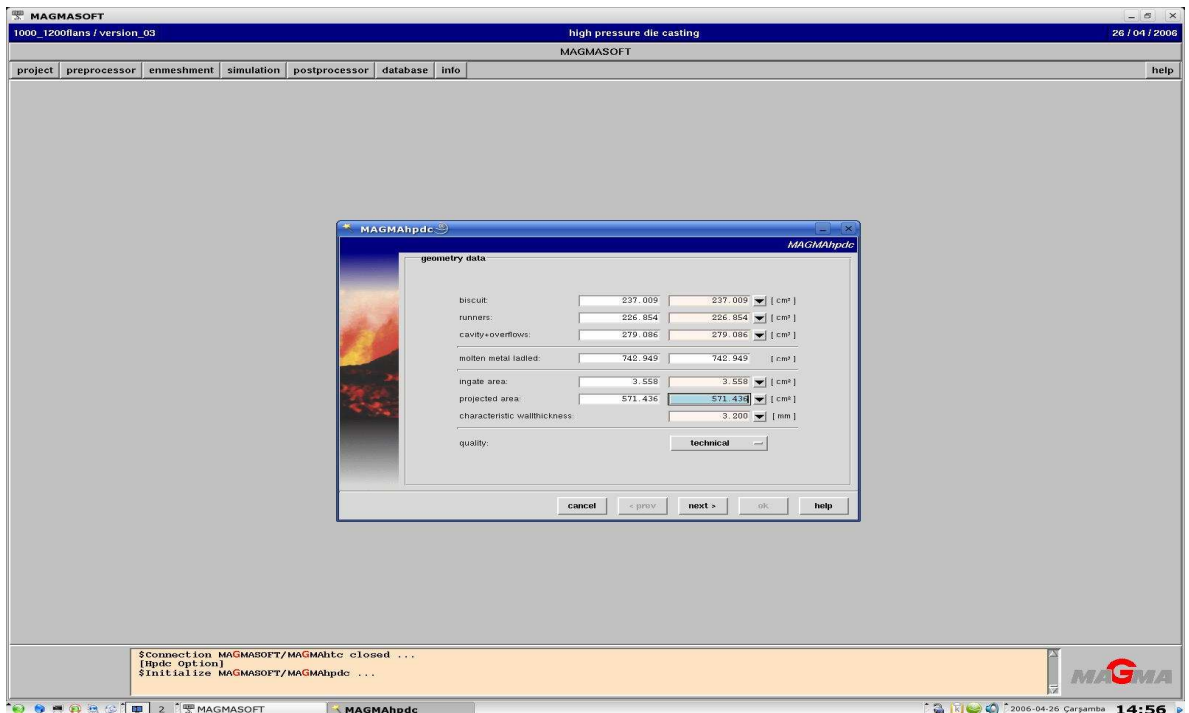 MAGMASOFT
1000_1200flans / version_03 high pressure die casting 26 / 04 / 2006
MAGMASOFT
project preprocessor enmeshment simulation postprocessor database info help
MAGMAhpdc
MAGMAhpdc
geometry data
biscuit: 237.009 237.009 [ cm³ ]
runners: 226.854 226.854 [ cm³ ]
cavity+overflows: 279.086 279.086 [ cm³ ]
molten metal ladled: 742.949 742.949 [ cm³ ]
ingate area: 3.558 3.558 [ cm² ]
projected area: 571.436 571.436 [ cm² ]
characteristic wallthickness: 3.200 [ mm ]
quality: technical
cancel < prev next > ok help
$Connection MAGMASOFT/MAGMAhtc closed ...
[Hpdc Option]
$Initialize MAGMASOFT/MAGMAhpdc ...
MAGMA
2 MAGMASOFT MAGMAhpdc 2006-04-26 Çarşamba 14:56